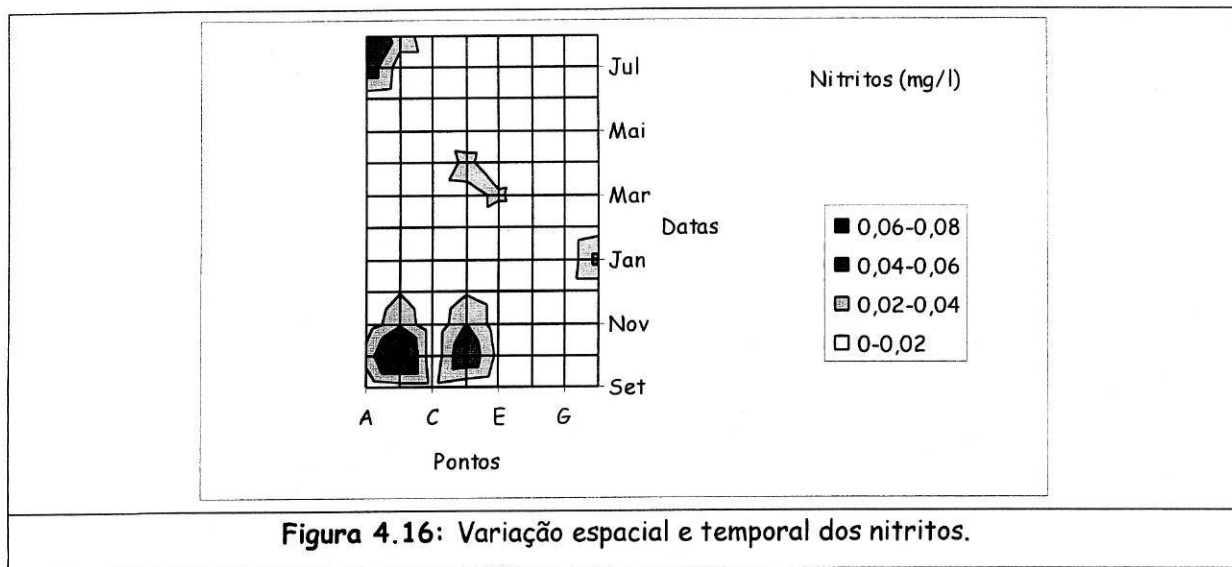 Jul
Nitritos (mg/l)
Mai
Mar
Datas
0,06-0,08
Jan
0,04-0,06
0,02-0,04
Nov
0-0,02
Set
A C E G
Pontos
Figura 4.16: Variação espacial e temporal dos nitritos.